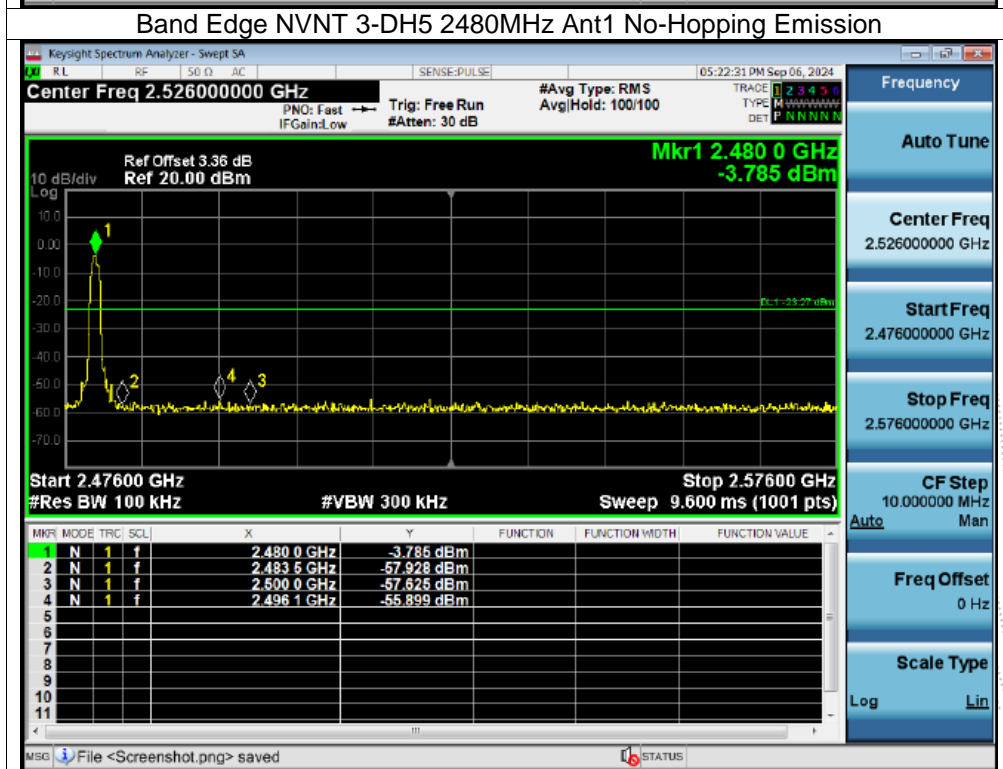 Band Edge NVNT 3-DH5 2480MHz Ant1 No-Hopping Emission
Keysight Spectrum Analyzer - Swept SA
LXI RL RF 50 Ω AC SENSE:PULSE 05:22:31 PM Sep 06, 2024
Center Freq 2.526000000 GHz #Avg Type: RMS TRACE 1 2 3 4 5 6
PNO: Fast Trig: Free Run Avg|Hold: 100/100 TYPE M WWWWW
IFGain:Low #Atten: 30 dB DET P N N N N N
Mkr1 2.480 0 GHz
-3.785 dBm
Ref Offset 3.36 dB
10 dB/div Ref 20.00 dBm
Log
10.0
0.00
-10.0
-20.0
-30.0
-40.0
-50.0
-60.0
-70.0
1
DL1 -23.27 dBm
2 4 3
Start 2.47600 GHz Stop 2.57600 GHz
#Res BW 100 kHz #VBW 300 kHz Sweep 9.600 ms (1001 pts)
MKR MODE TRC SCL X Y FUNCTION FUNCTION WIDTH FUNCTION VALUE
1 N 1 f 2.480 0 GHz -3.785 dBm
2 N 1 f 2.483 5 GHz -57.928 dBm
3 N 1 f 2.500 0 GHz -57.625 dBm
4 N 1 f 2.496 1 GHz -55.899 dBm
5
6
7
8
9
10
11
MSG File <Screenshot.png> saved STATUS
Frequency
Auto Tune
Center Freq
2.526000000 GHz
Start Freq
2.476000000 GHz
Stop Freq
2.576000000 GHz
CF Step
10.000000 MHz
Auto Man
Freq Offset
0 Hz
Scale Type
Log Lin